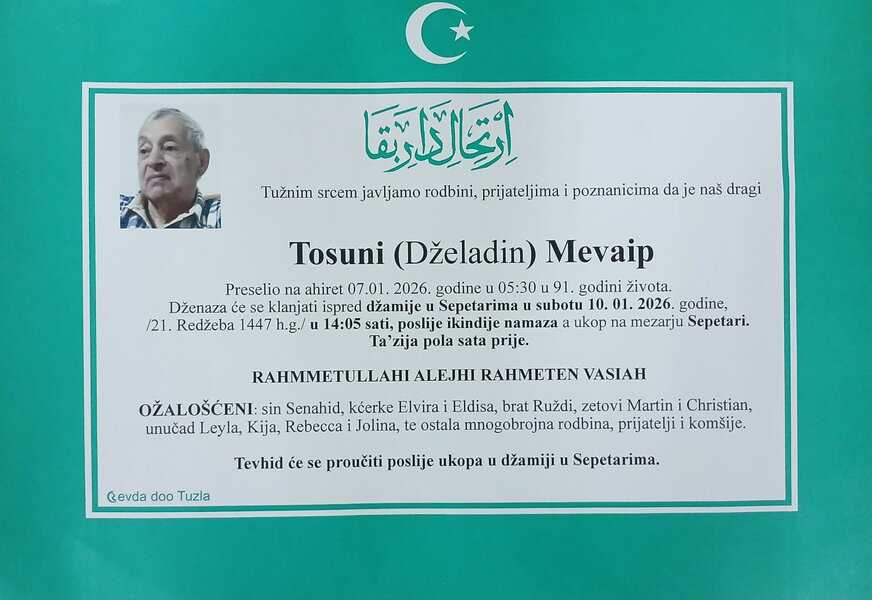 اِرْتِحَالِ دَارِ بَقَا
Tužnim srcem javljamo rodbini, prijateljima i poznanicima da je naš dragi
Tosuni (Dželadin) Mevaip
Preselio na ahiret 07.01. 2026. godine u 05:30 u 91. godini života.
Dženaza će se klanjati ispred džamije u Sepetarima u subotu 10. 01. 2026. godine,
/21. Redžeba 1447 h.g./ u 14:05 sati, poslije ikindije namaza a ukop na mezarju Sepetari.
Ta’zija pola sata prije.
RAHMMETULLAHI ALEJHI RAHMETEN VASIAH
OŽALOŠĆENI: sin Senahid, kćerke Elvira i Eldisa, brat Ruždi, zetovi Martin i Christian,
unučad Leyla, Kija, Rebecca i Jolina, te ostala mnogobrojna rodbina, prijatelji i komšije.
Tevhid će se proučiti poslije ukopa u džamiji u Sepetarima.
evda doo Tuzla